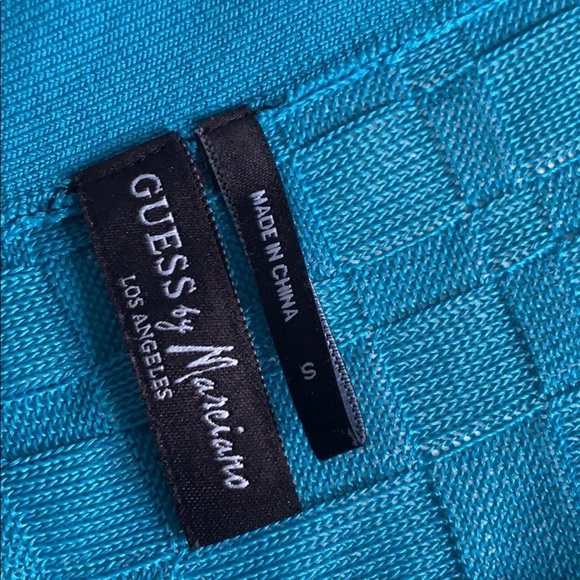 GUESS by Marciano
LOS ANGELES
MADE IN CHINA
S